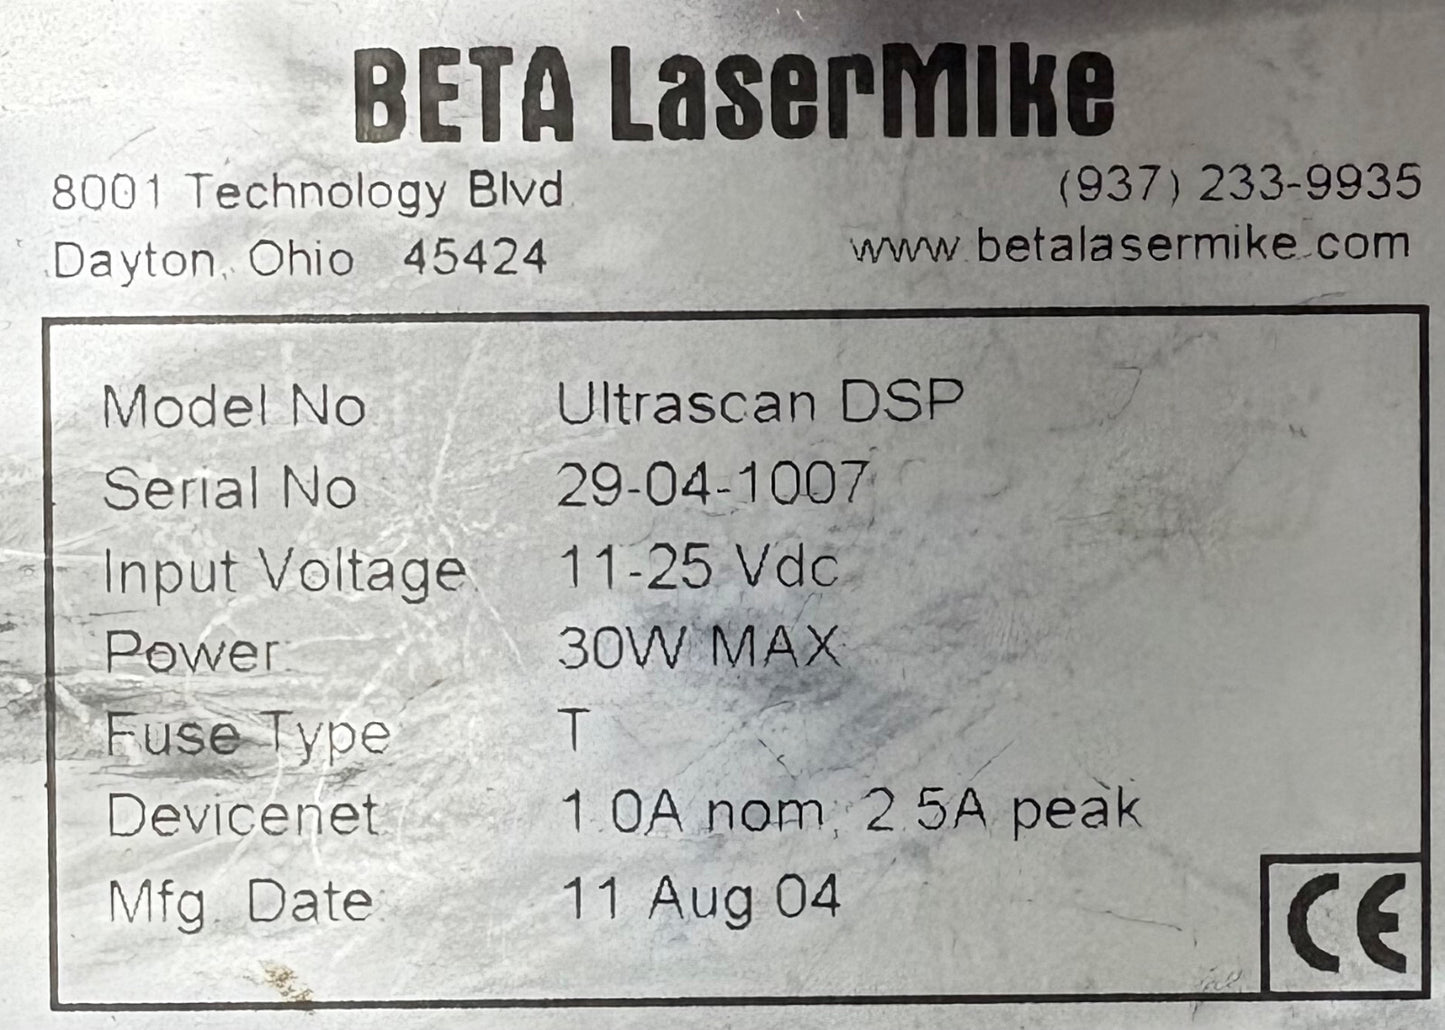 BETA LaserMike
8001 Technology Blvd (937) 233-9935
Dayton, Ohio 45424 www.betalasermike.com
Model No Ultrascan DSP
Serial No 29-04-1007
Input Voltage 11-25 Vdc
Power 30W MAX
Fuse Type T
Devicenet 1.0A nom, 2.5A peak
Mfg. Date 11 Aug 04
CE